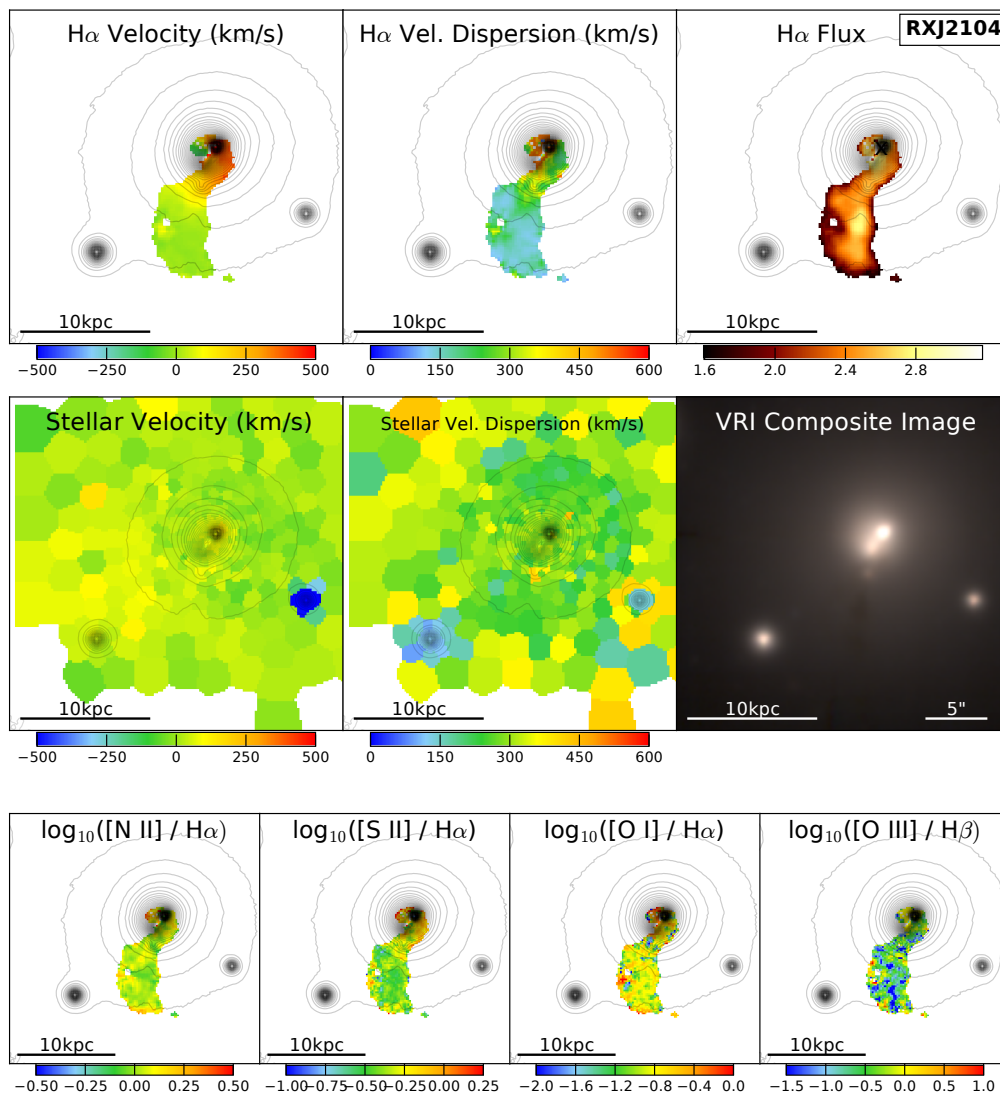 Hα Velocity (km/s)
Hα Vel. Dispersion (km/s)
Hα Flux
RXJ2104
10kpc
10kpc
10kpc
−500 −250 0 250 500
0 150 300 450 600
1.6 2.0 2.4 2.8
Stellar Velocity (km/s)
Stellar Vel. Dispersion (km/s)
VRI Composite Image
10kpc
10kpc
10kpc
5"
−500 −250 0 250 500
0 150 300 450 600
log₁₀([N II] / Hα)
log₁₀([S II] / Hα)
log₁₀([O I] / Hα)
log₁₀([O III] / Hβ)
10kpc
10kpc
10kpc
10kpc
−0.50 −0.25 0.00 0.25 0.50
−1.00 −0.75 −0.50 −0.25 0.00 0.25
−2.0 −1.6 −1.2 −0.8 −0.4 0.0
−1.5 −1.0 −0.5 0.0 0.5 1.0